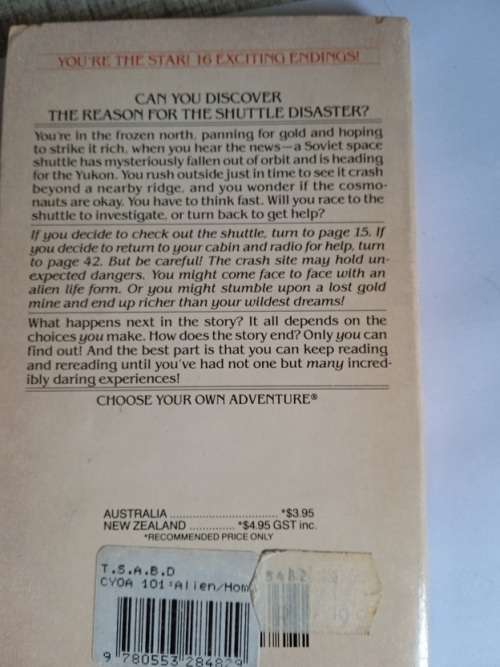 YOU'RE THE STAR! 16 EXCITING ENDINGS!
CAN YOU DISCOVER
THE REASON FOR THE SHUTTLE DISASTER?
You're in the frozen north, panning for gold and hoping
to strike it rich, when you hear the news—a Soviet space
shuttle has mysteriously fallen out of orbit and is heading
for the Yukon. You rush outside just in time to see it crash
beyond a nearby ridge, and you wonder if the cosmo-
nauts are okay. You have to think fast. Will you race to the
shuttle to investigate, or turn back to get help?
If you decide to check out the shuttle, turn to page 15. If
you decide to return to your cabin and radio for help, turn
to page 42. But be careful! The crash site may hold un-
expected dangers. You might come face to face with an
alien life form. Or you might stumble upon a lost gold
mine and end up richer than your wildest dreams!
What happens next in the story? It all depends on the
choices you make. How does the story end? Only you can
find out! And the best part is that you can keep reading
and rereading until you've had not one but many incred-
ibly daring experiences!
CHOOSE YOUR OWN ADVENTURE®
AUSTRALIA ............................... *$3.95
NEW ZEALAND ............. *$4.95 GST inc.
*RECOMMENDED PRICE ONLY
T.S.A.B.D
CYOA 101:Alien/Hom
9 780553 284829